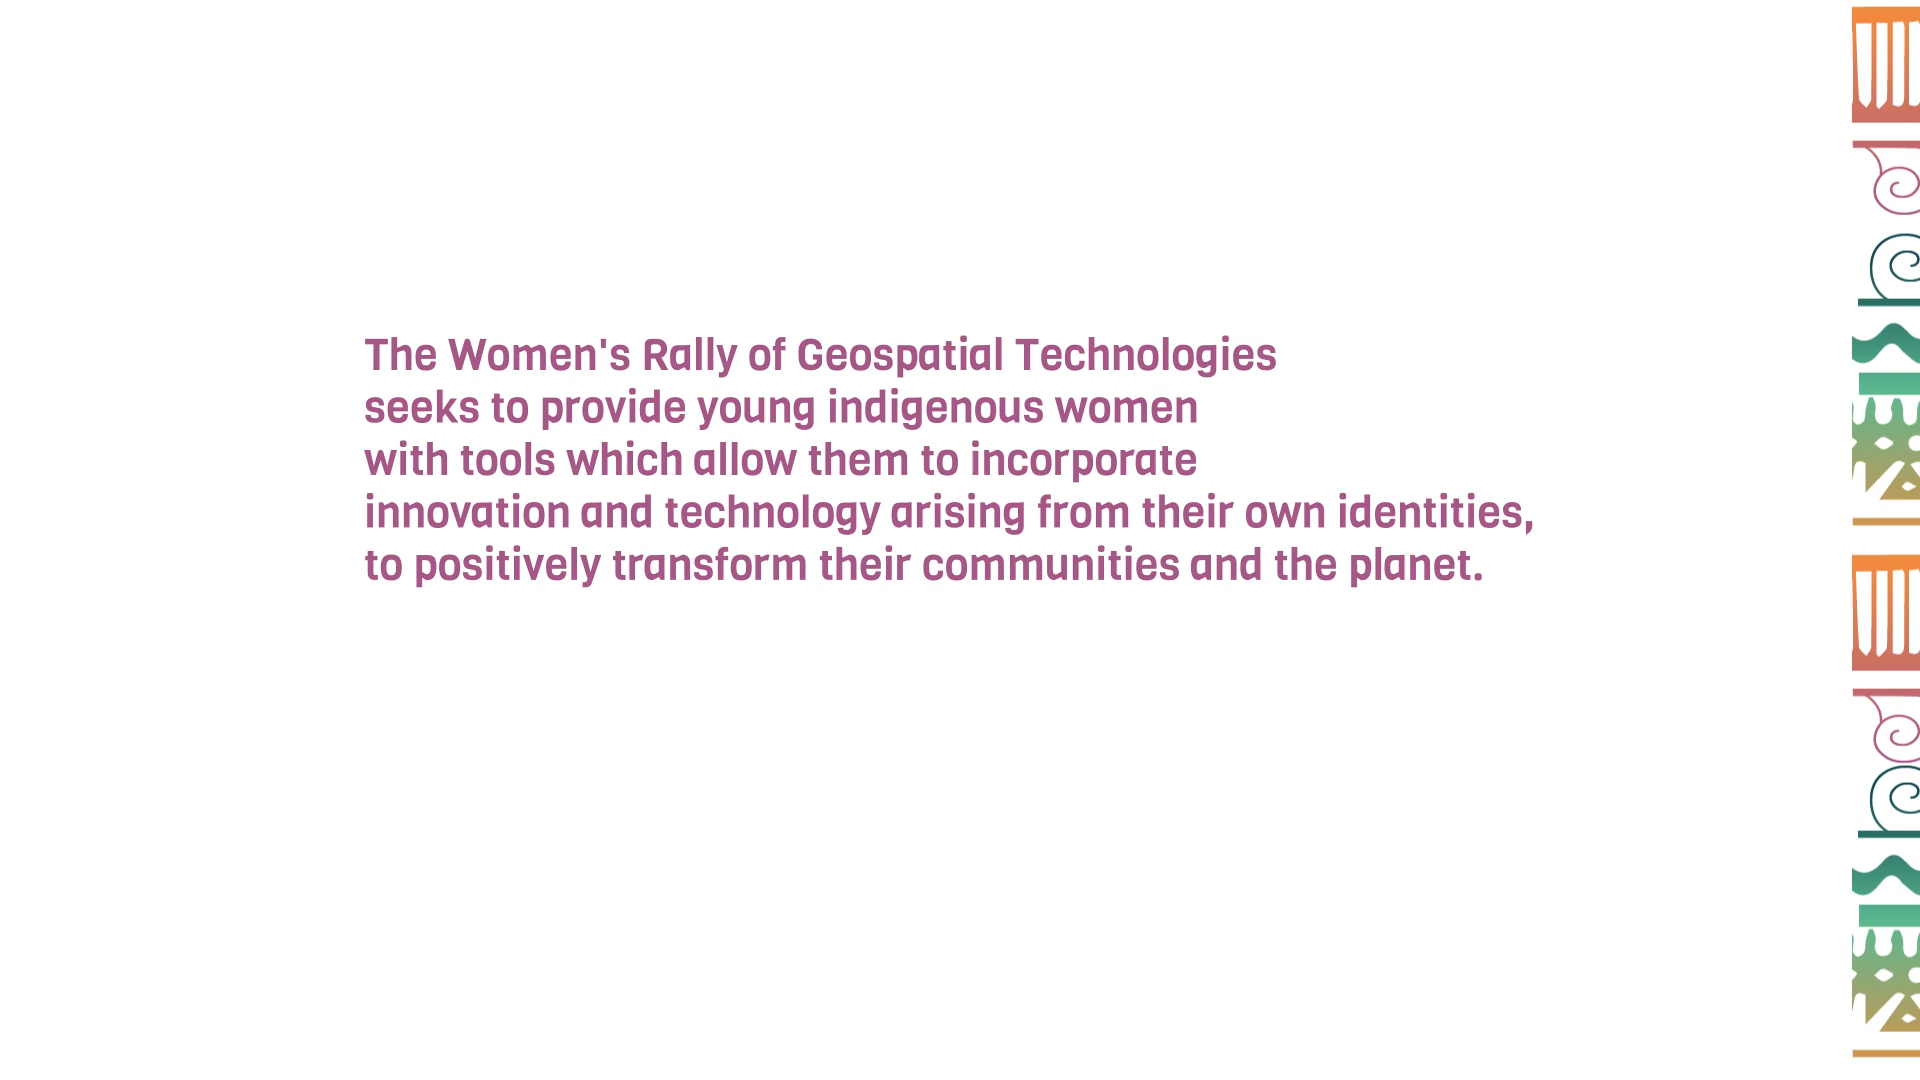 The Women's Rally of Geospatial Technologies
seeks to provide young indigenous women
with tools which allow them to incorporate
innovation and technology arising from their own identities,
to positively transform their communities and the planet.